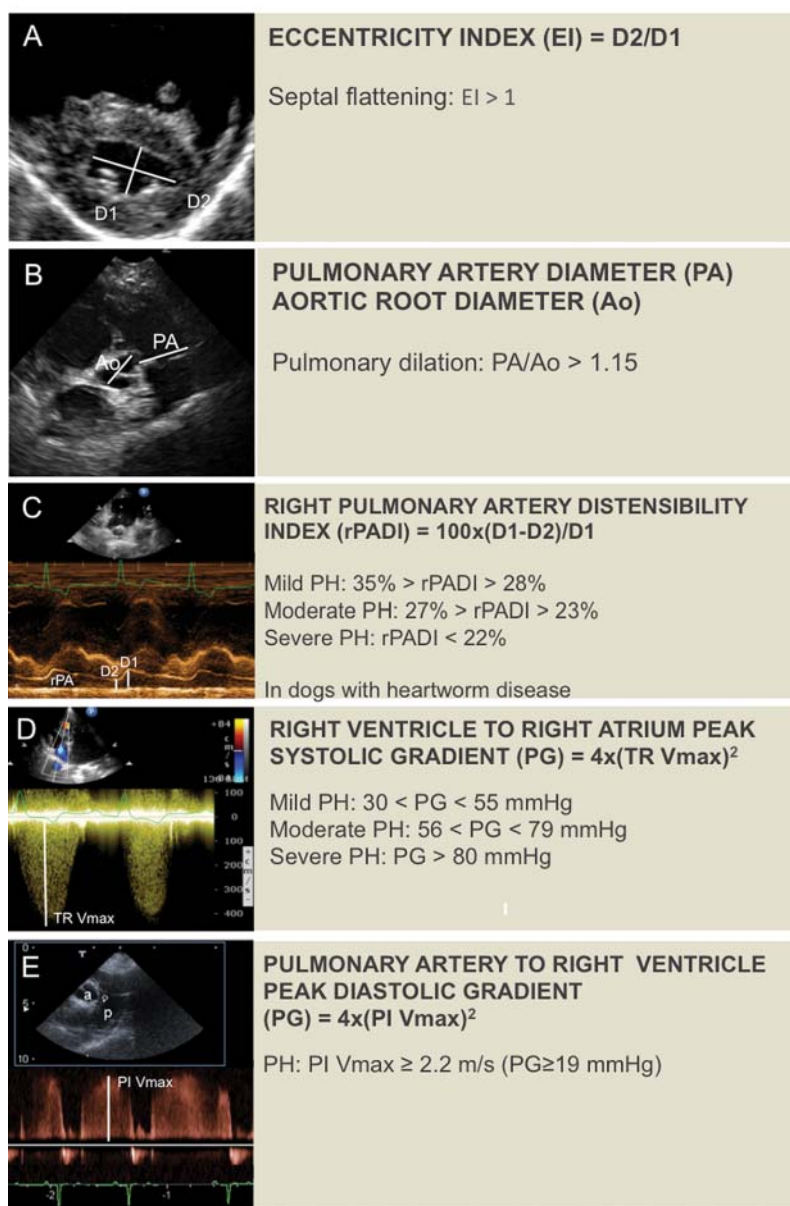 A
D1
D2
ECCENTRICITY INDEX (EI) = D2/D1
Septal flattening: EI > 1
B
Ao
PA
PULMONARY ARTERY DIAMETER (PA)
AORTIC ROOT DIAMETER (Ao)
Pulmonary dilation: PA/Ao > 1.15
C
rPA
D2
D1
RIGHT PULMONARY ARTERY DISTENSIBILITY
INDEX (rPADI) = 100x(D1-D2)/D1
Mild PH: 35% > rPADI > 28%
Moderate PH: 27% > rPADI > 23%
Severe PH: rPADI < 22%
In dogs with heartworm disease
D
100
0
100
200
300
- 400
TR Vmax
RIGHT VENTRICLE TO RIGHT ATRIUM PEAK
SYSTOLIC GRADIENT (PG) = 4x(TR Vmax)²
Mild PH: 30 < PG < 55 mmHg
Moderate PH: 56 < PG < 79 mmHg
Severe PH: PG > 80 mmHg
E
0
5
10
a
p
PI Vmax
-2
-1
PULMONARY ARTERY TO RIGHT VENTRICLE
PEAK DIASTOLIC GRADIENT
(PG) = 4x(PI Vmax)²
PH: PI Vmax ≥ 2.2 m/s (PG≥19 mmHg)